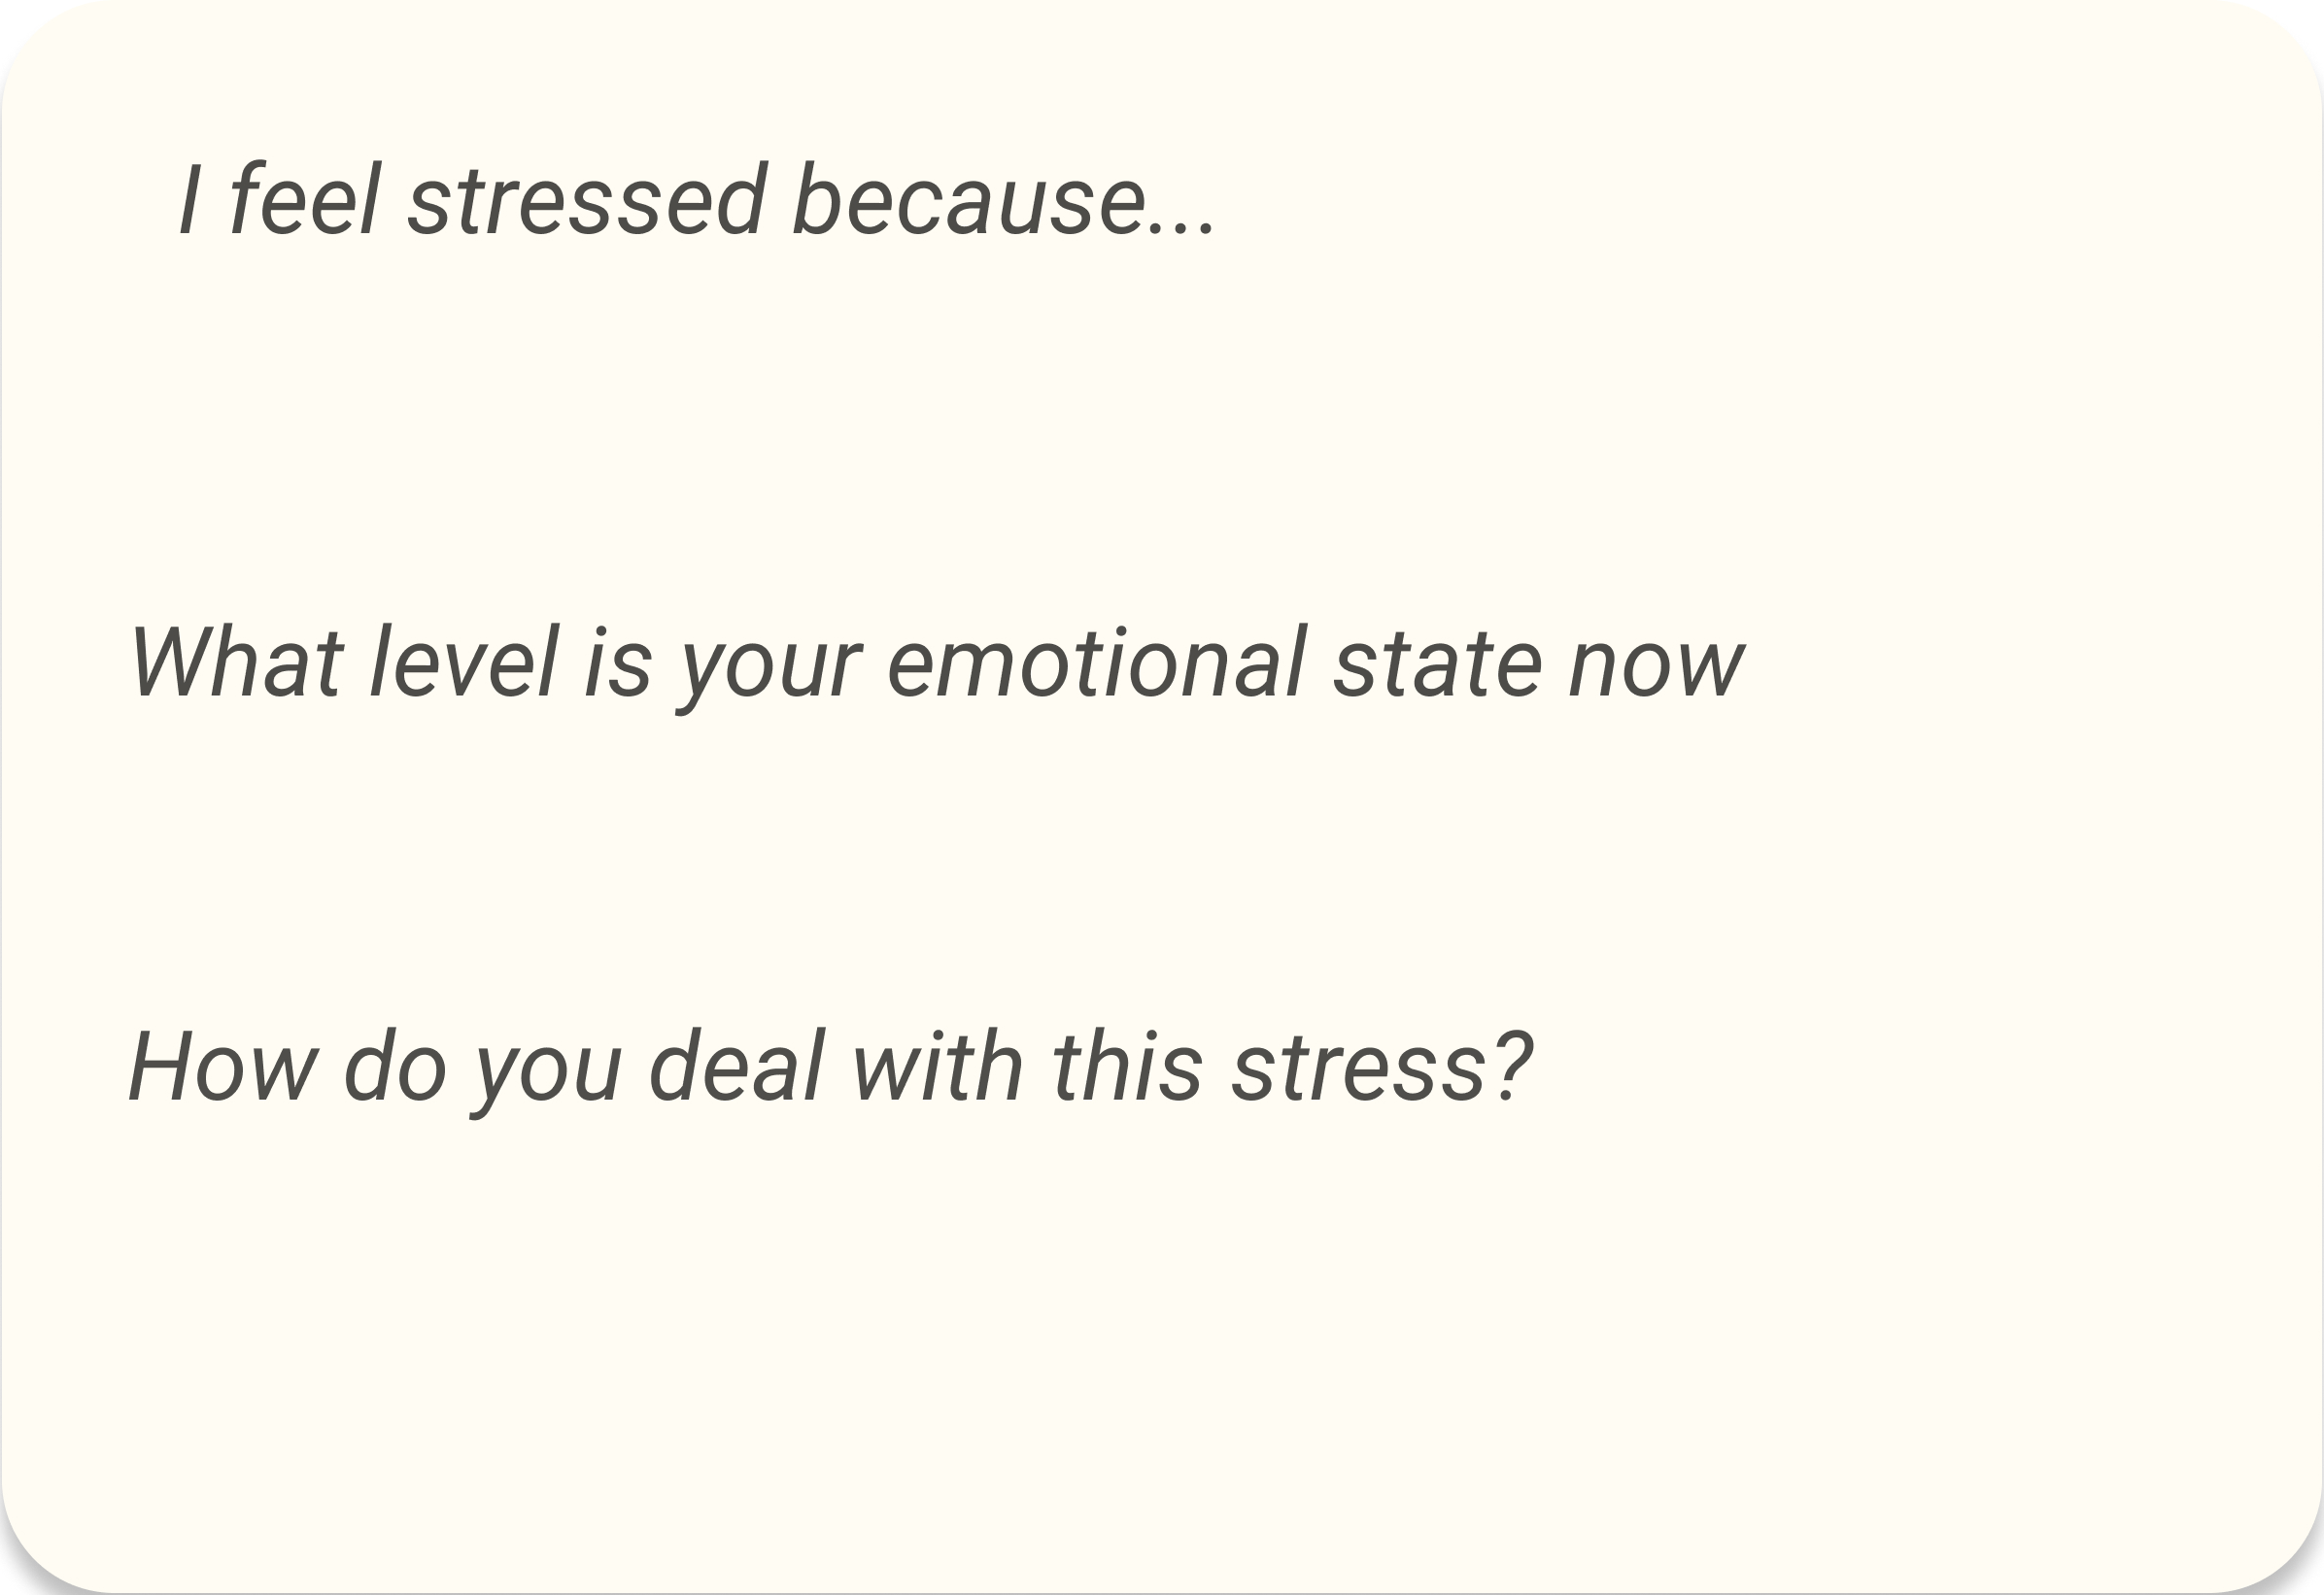 I feel stressed because...
What level is your emotional state now
How do you deal with this stress?